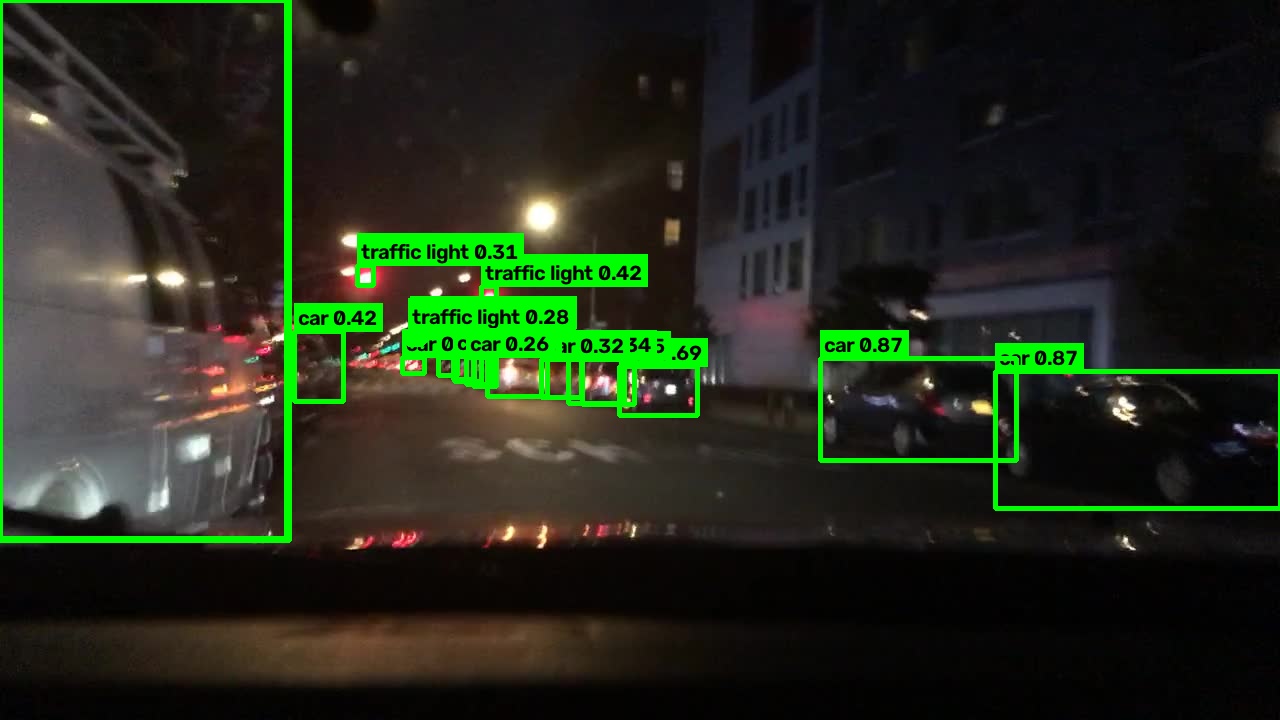 traffic light 0.31
traffic light 0.42
car 0.42
traffic light 0.28
car 0.26
car 0.87
.69
car 0.87